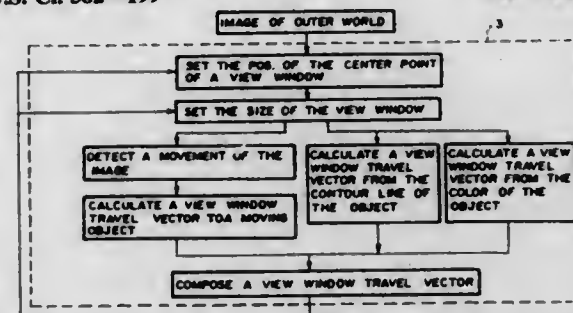 IMAGE OF OUTER WORLD
3
SET THE POS. OF THE CENTER POINT
OF A VIEW WINDOW
SET THE SIZE OF THE VIEW WINDOW
DETECT A MOVEMENT OF THE
IMAGE
CALCULATE A VIEW WINDOW
TRAVEL VECTOR TOA MOVING
OBJECT
CALCULATE A VIEW
WINDOW TRAVEL
VECTOR FROM THE
CONTOUR LINE OF
THE OBJECT
CALCULATE A VIEW
WINDOW TRAVEL
VECTOR FROM THE
COLOR OF THE
OBJECT
COMPOSE A VIEW WINDOW TRAVEL VECTOR